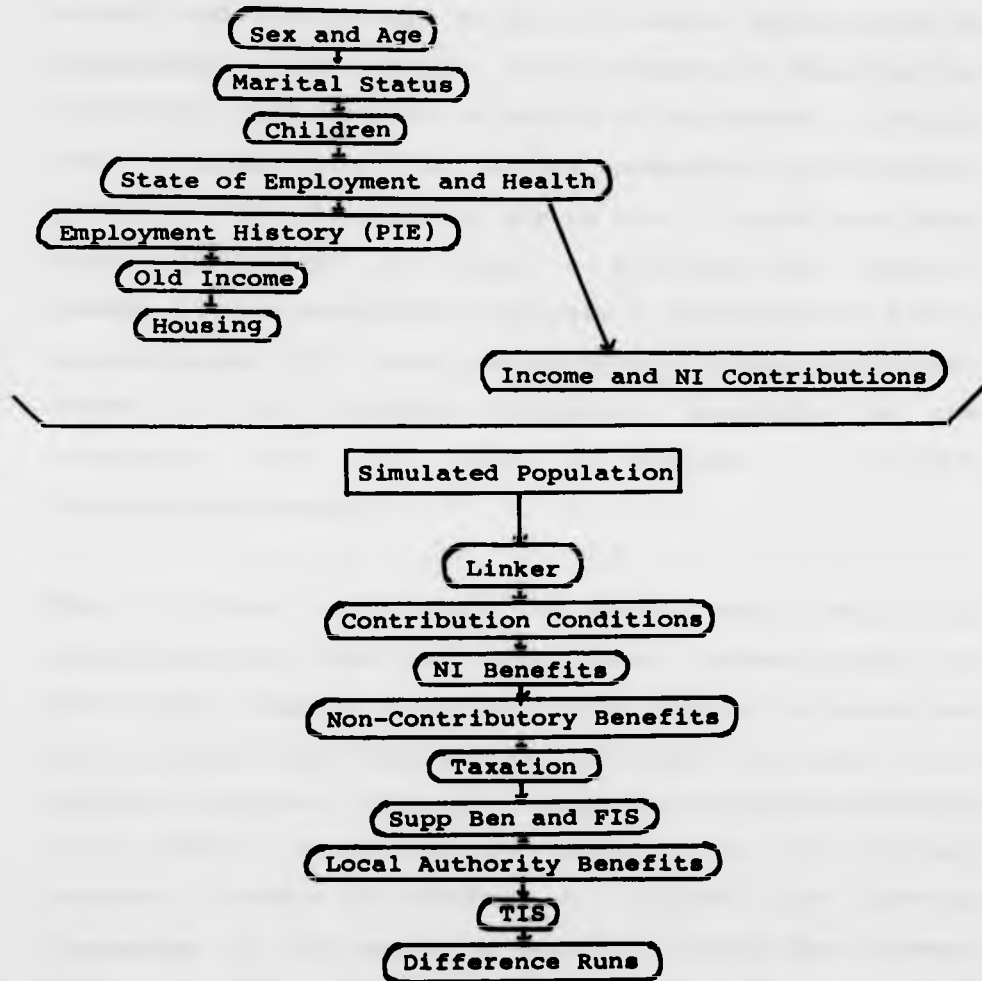 Sex and Age
Marital Status
Children
State of Employment and Health
Employment History (PIE)
Old Income
Housing
Income and NI Contributions
Simulated Population
Linker
Contribution Conditions
NI Benefits
Non-Contributory Benefits
Taxation
Supp Ben and FIS
Local Authority Benefits
TIS
Difference Runs